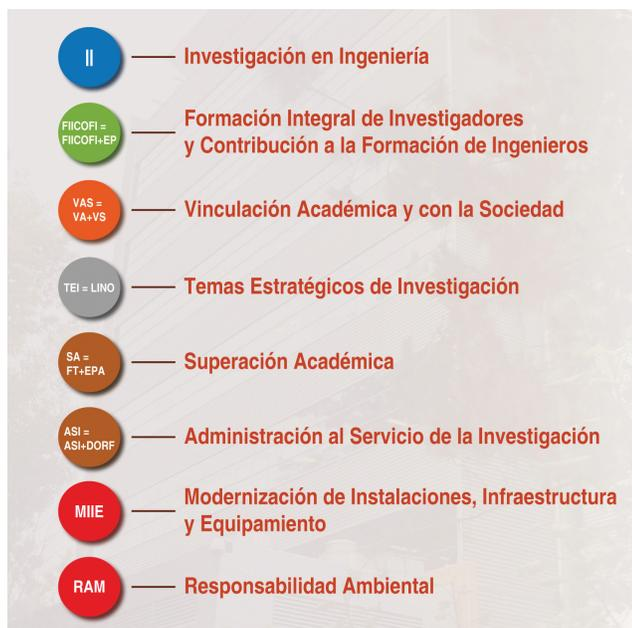 II
Investigación en Ingeniería
FIICOFI =
FIICOFI+EP
Formación Integral de Investigadores
y Contribución a la Formación de Ingenieros
VAS =
VA+VS
Vinculación Académica y con la Sociedad
TEI = LINO
Temas Estratégicos de Investigación
SA =
FT+EPA
Superación Académica
ASI =
ASI+DORF
Administración al Servicio de la Investigación
MIIE
Modernización de Instalaciones, Infraestructura
y Equipamiento
RAM
Responsabilidad Ambiental